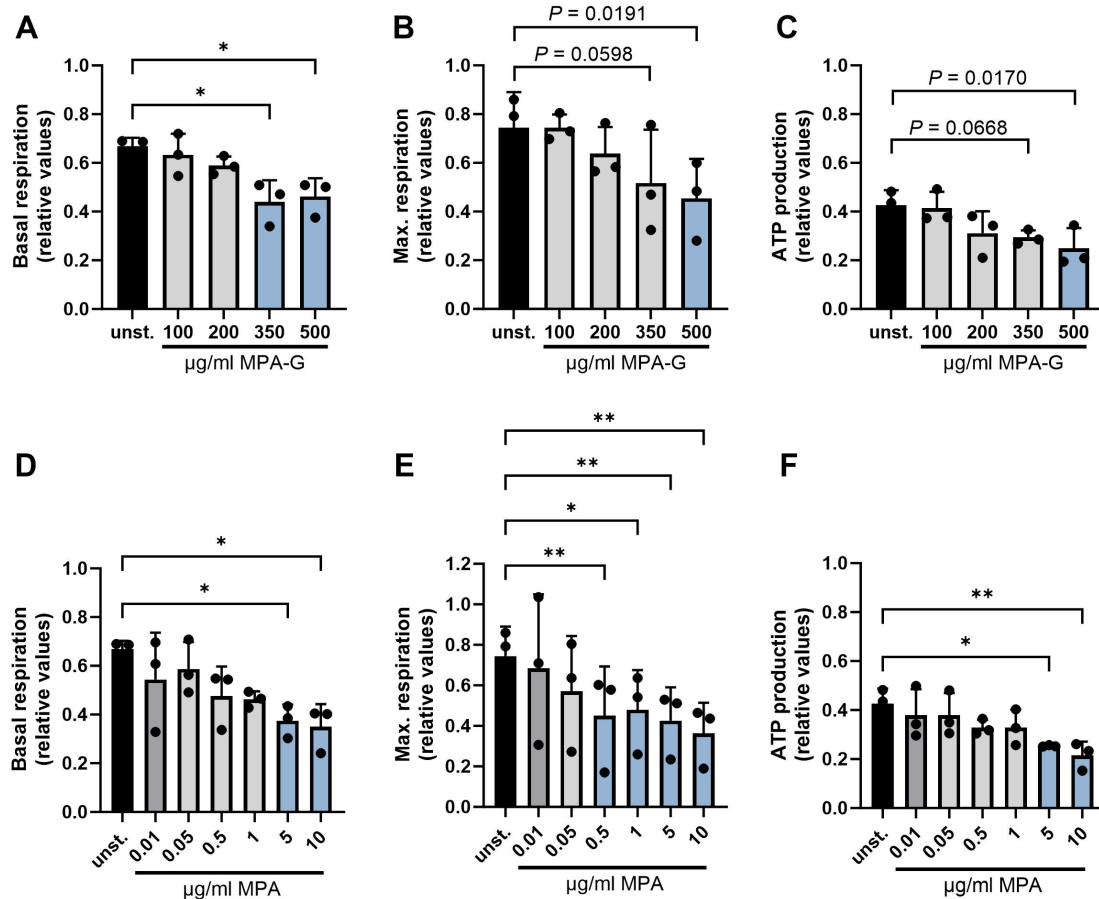 A
B
C
*
*
P = 0.0191
P = 0.0598
P = 0.0170
P = 0.0668
Basal respiration
(relative values)
1.0
0.8
0.6
0.4
0.2
0.0
unst. 100 200 350 500
µg/ml MPA-G
Max. respiration
(relative values)
1.0
0.8
0.6
0.4
0.2
0.0
unst. 100 200 350 500
µg/ml MPA-G
ATP production
(relative values)
1.0
0.8
0.6
0.4
0.2
0.0
unst. 100 200 350 500
µg/ml MPA-G
D
E
F
*
*
Basal respiration
(relative values)
1.0
0.8
0.6
0.4
0.2
0.0
unst. 0.01 0.05 0.5 1 5 10
µg/ml MPA
**
**
*
**
Max. respiration
(relative values)
1.2
1.0
0.8
0.6
0.4
0.2
0.0
unst. 0.01 0.05 0.5 1 5 10
µg/ml MPA
**
*
ATP production
(relative values)
1.0
0.8
0.6
0.4
0.2
0.0
unst. 0.01 0.05 0.5 1 5 10
µg/ml MPA